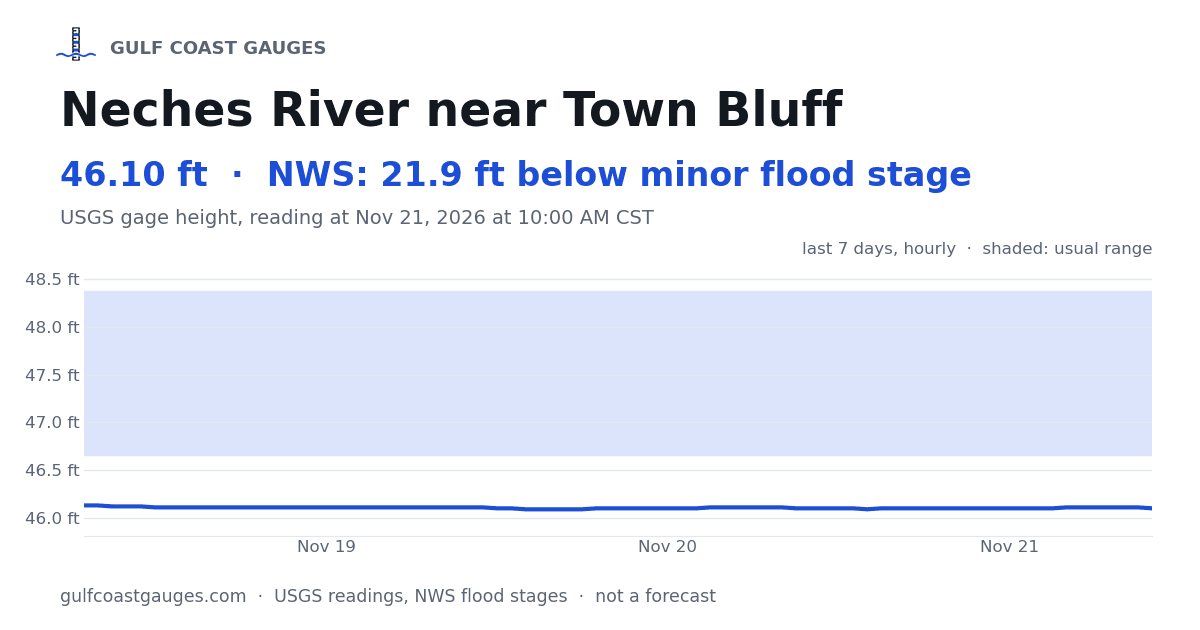 GULF COAST GAUGES
Neches River near Town Bluff
46.10 ft · NWS: 21.9 ft below minor flood stage
USGS gage height, reading at Nov 21, 2026 at 10:00 AM CST
last 7 days, hourly · shaded: usual range
48.5 ft
48.0 ft
47.5 ft
47.0 ft
46.5 ft
46.0 ft
Nov 19 Nov 20 Nov 21
gulfcoastgauges.com · USGS readings, NWS flood stages · not a forecast